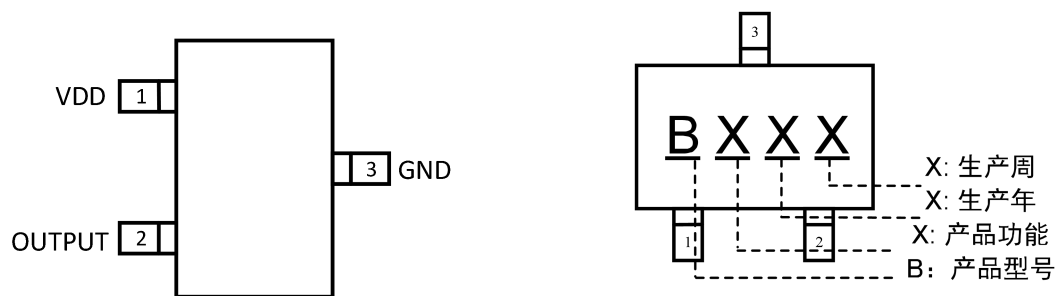 VDD 1
3 GND
OUTPUT 2
3
BXXX
1
2
X: 生产周
X: 生产年
X: 产品功能
B：产品型号